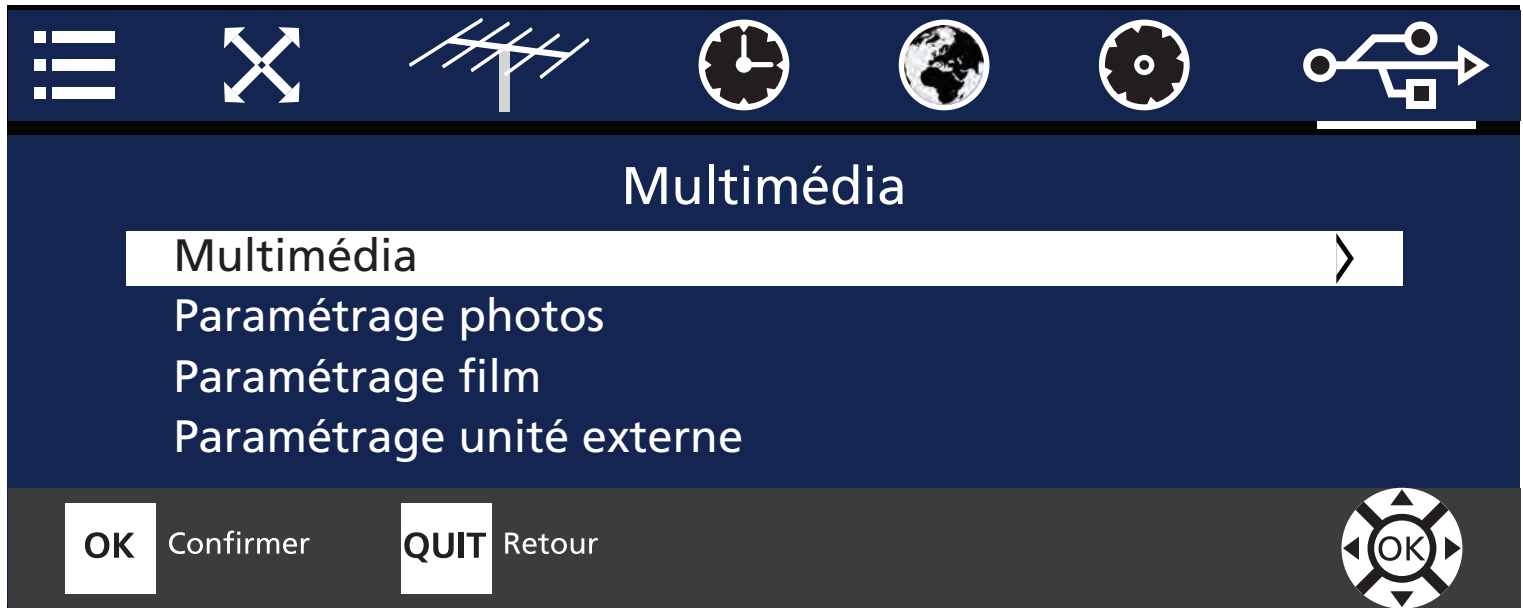 Multimédia
Multimédia
Paramétrage photos
Paramétrage film
Paramétrage unité externe
OK Confirmer QUIT Retour OK